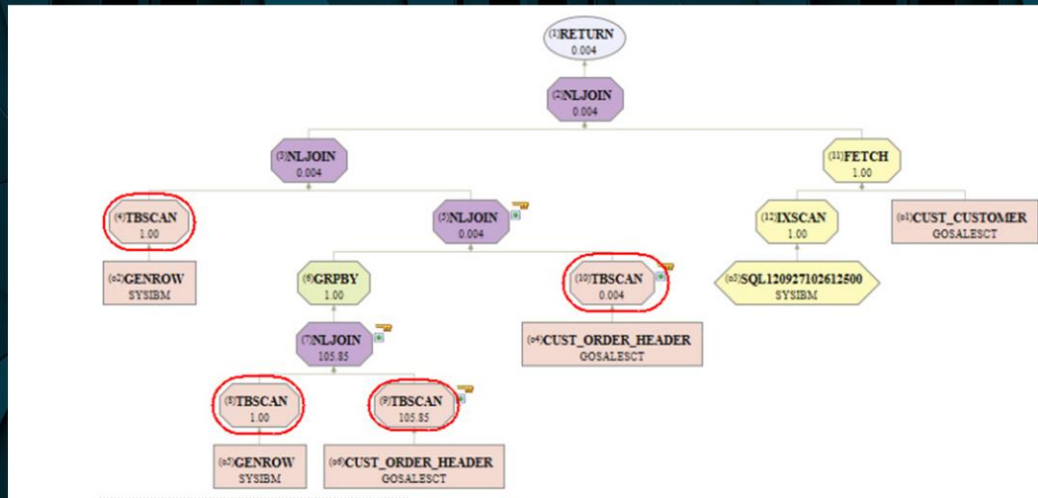 (1)RETURN
0.004
(2)NLJOIN
0.004
(3)NLJOIN
0.004
(11)FETCH
1.00
(4)TBSCAN
1.00
(5)NLJOIN
0.004
(12)IXSCAN
1.00
(o1)CUST_CUSTOMER
GOSALESCT
(o2)GENROW
SYSIBM
(6)GRPBY
1.00
(10)TBSCAN
0.004
(o3)SQL120927102612500
SYSIBM
(7)NLJOIN
105.85
(o4)CUST_ORDER_HEADER
GOSALESCT
(8)TBSCAN
1.00
(9)TBSCAN
105.85
(o5)GENROW
SYSIBM
(o6)CUST_ORDER_HEADER
GOSALESCT